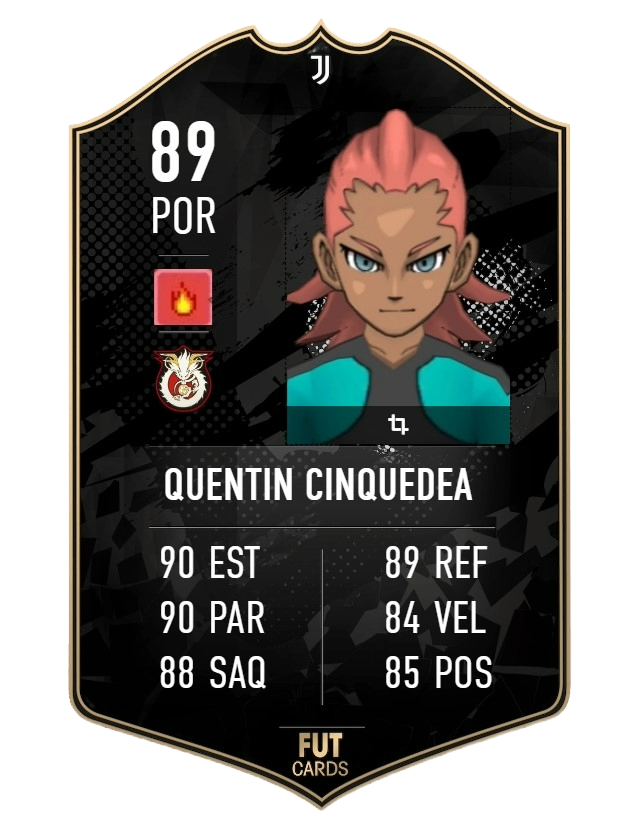 89
POR
QUENTIN CINQUEDEA
90 EST
89 REF
90 PAR
84 VEL
88 SAQ
85 POS
FUT
CARDS